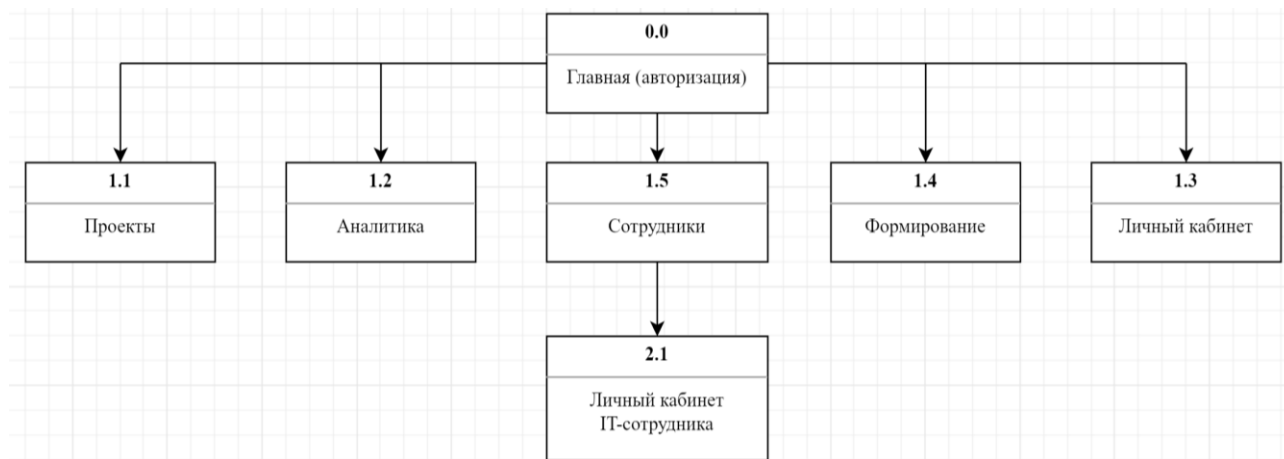 0.0
Главная (авторизация)
1.1
Проекты
1.2
Аналитика
1.5
Сотрудники
1.4
Формирование
1.3
Личный кабинет
2.1
Личный кабинет
IT-сотрудника